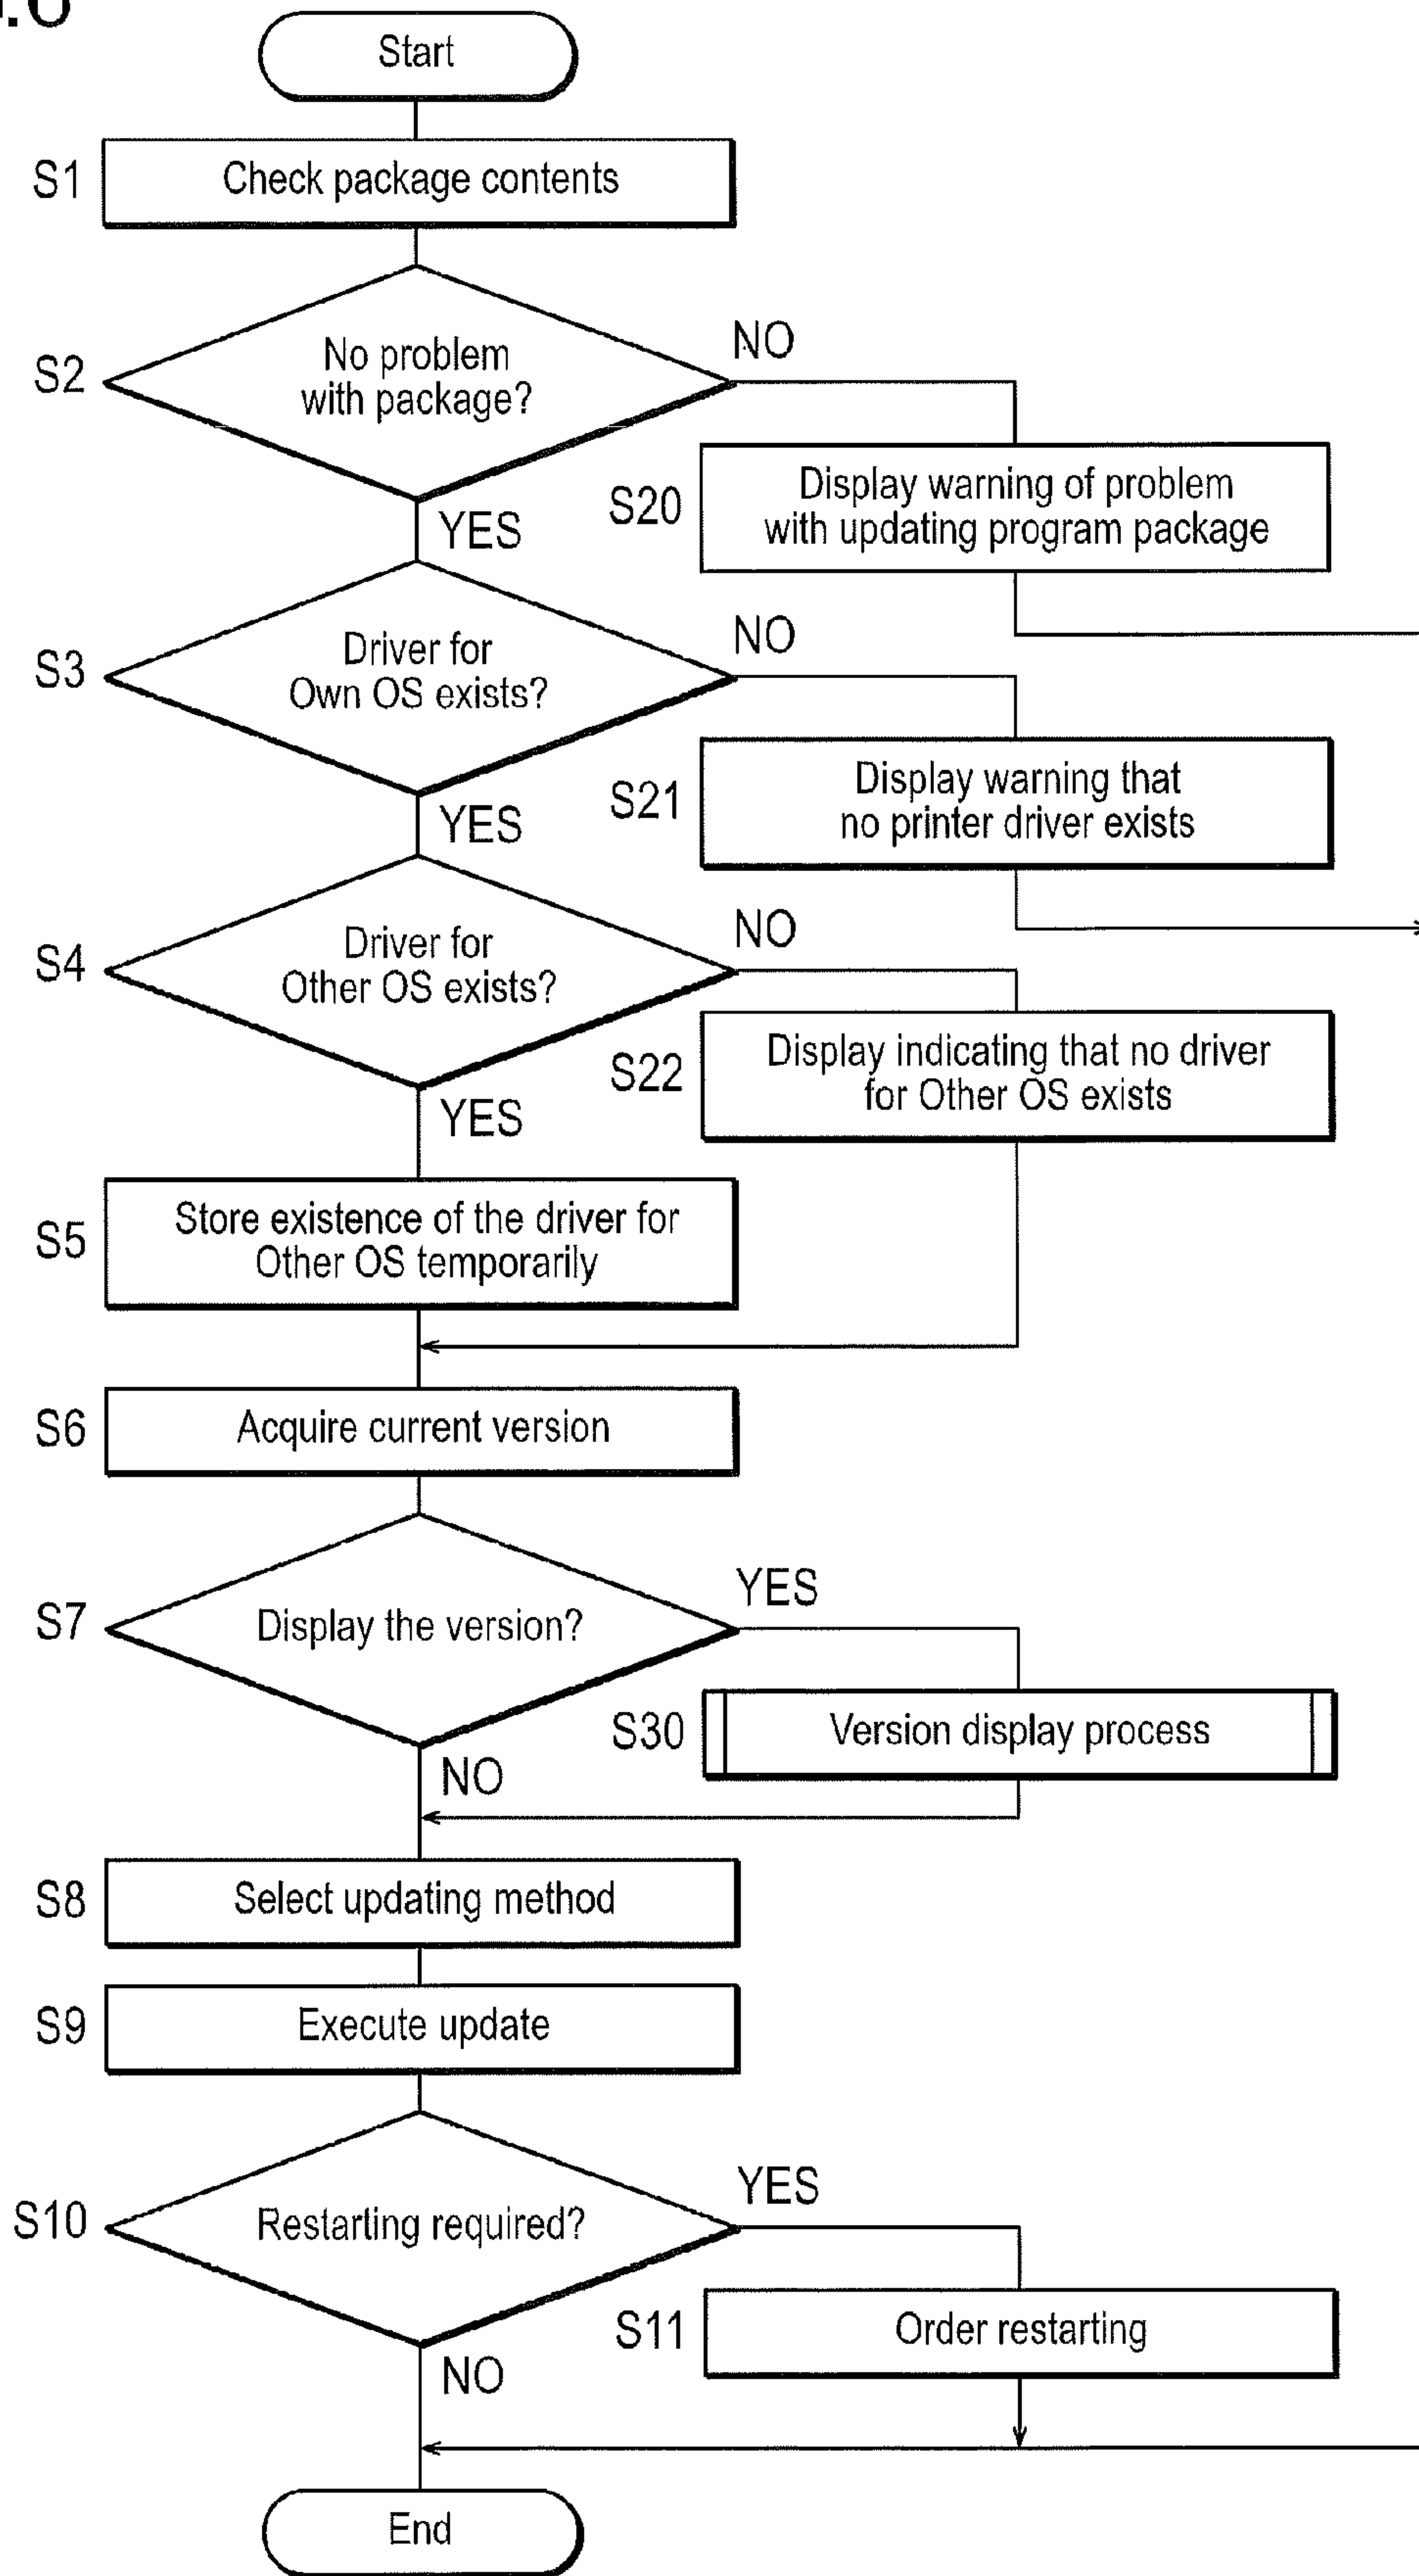 Start
S1
Check package contents
S2
No problem
with package?
NO
YES
S20
Display warning of problem
with updating program package
S3
Driver for
Own OS exists?
NO
YES
S21
Display warning that
no printer driver exists
S4
Driver for
Other OS exists?
NO
YES
S22
Display indicating that no driver
for Other OS exists
S5
Store existence of the driver for
Other OS temporarily
S6
Acquire current version
S7
Display the version?
YES
NO
S30
Version display process
S8
Select updating method
S9
Execute update
S10
Restarting required?
YES
NO
S11
Order restarting
End